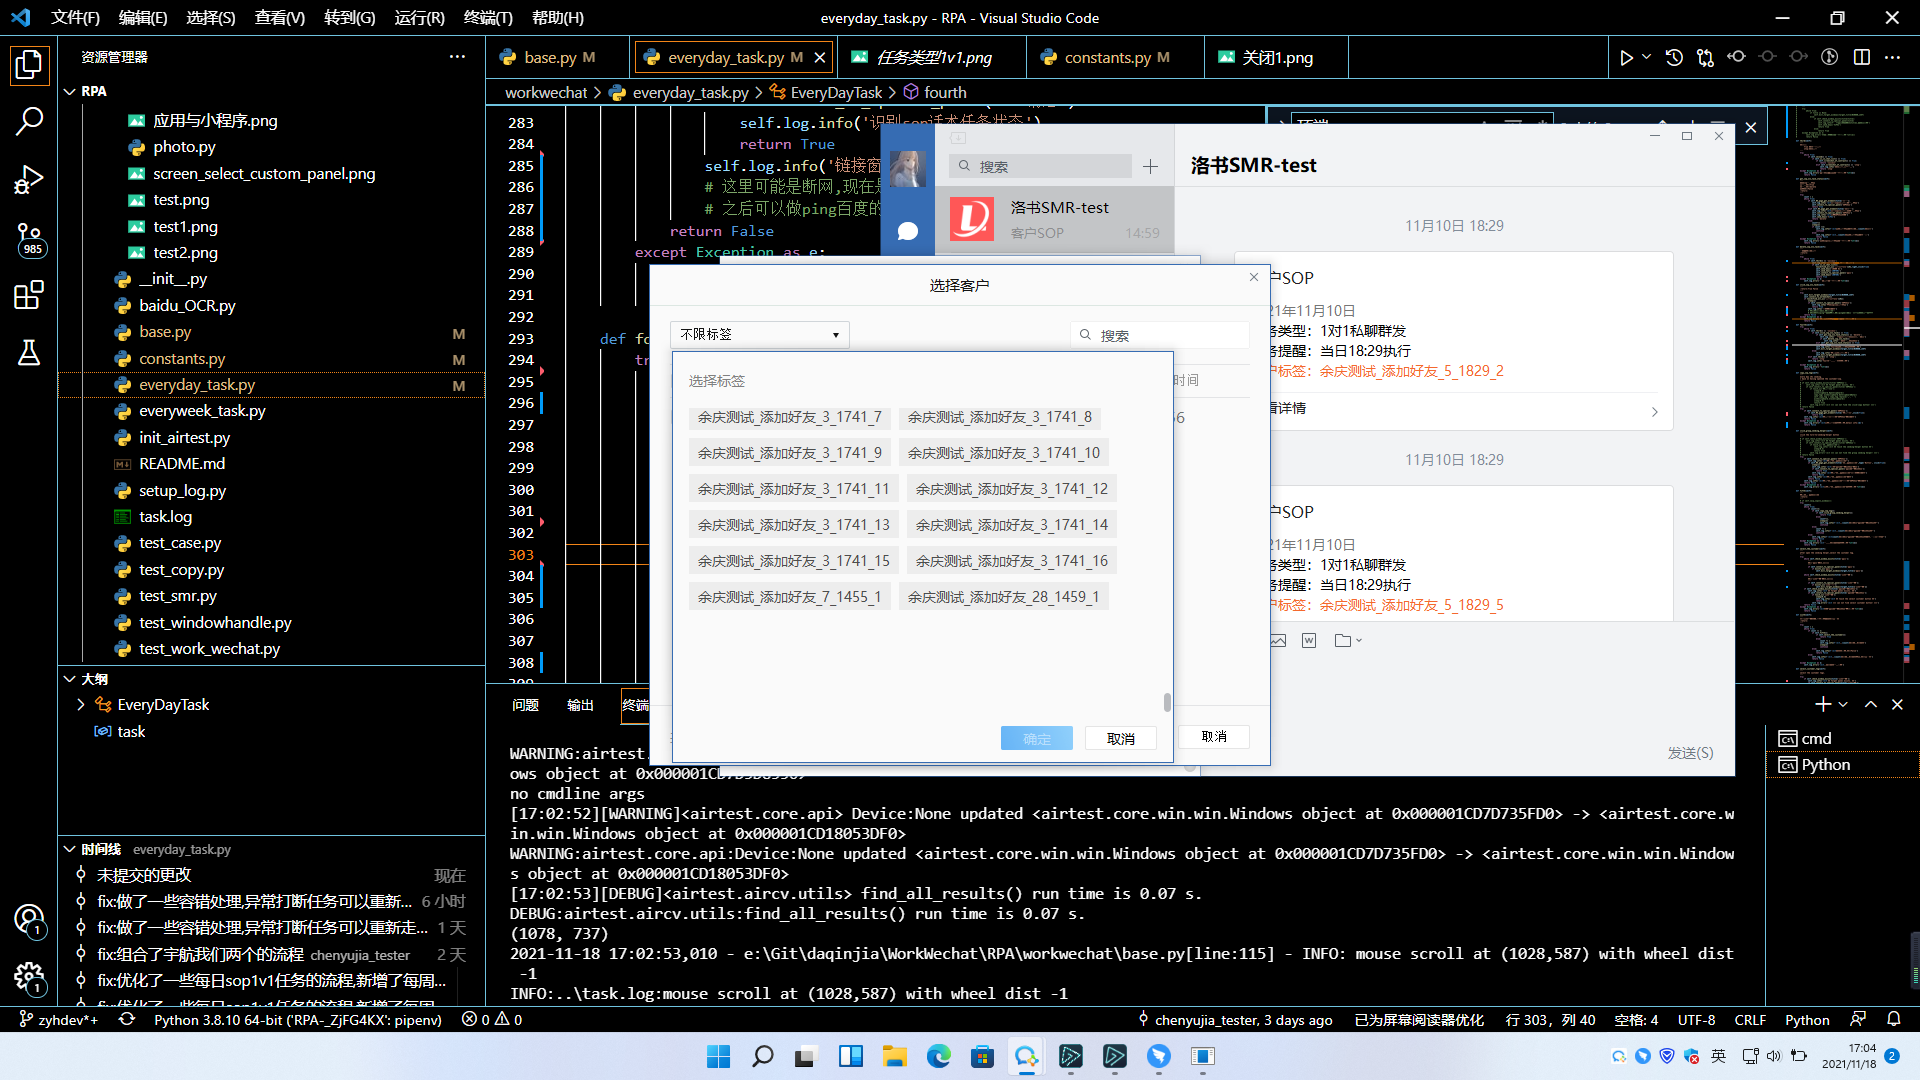 文件(F) 编辑(E) 选择(S) 查看(V) 转到(G) 运行(R) 终端(T) 帮助(H)
everyday_task.py - RPA - Visual Studio Code
资源管理器
RPA
应用与小程序.png
photo.py
screen_select_custom_panel.png
test.png
test1.png
test2.png
__init__.py
baidu_OCR.py
base.py M
constants.py M
everyday_task.py M
everyweek_task.py
init_airtest.py
README.md
setup_log.py
task.log
test_case.py
test_copy.py
test_smr.py
test_windowhandle.py
test_work_wechat.py
985
大纲
EveryDayTask
task
时间线 everyday_task.py
未提交的更改 现在
fix:做了一些容错处理,异常打断任务可以重新... 6 小时
fix:做了一些容错处理,异常打断任务可以重新走... 1 天
fix:组合了宇航我们两个的流程 chenyujia_tester 2 天
fix:优化了一些每日sop1v1任务的流程,新增了每周...
base.py M
everyday_task.py M
任务类型1v1.png
constants.py M
关闭1.png
workwechat > everyday_task.py > EveryDayTask > fourth
283 self.log.info('识别sop话术任务状态')
284 return True
285 self.log.info('链接窗
286 # 这里可能是断网,现在是
287 # 之后可以做ping百度的
288 return False
289 except Exception as e:
290
291
292
293 def fo
294 tr
295
296
297
298
299
300
301
302
303
304
305
306
307
308
309
搜索
洛书SMR-test
客户SOP 14:59
洛书SMR-test
11月10日 18:29
户SOP
21年11月10日
务类型：1对1私聊群发
务提醒：当日18:29执行
户标签：余庆测试_添加好友_5_1829_2
看详情
11月10日 18:29
户SOP
21年11月10日
务类型：1对1私聊群发
务提醒：当日18:29执行
户标签：余庆测试_添加好友_5_1829_5
发送(S)
选择客户
不限标签
搜索
时间
56
选择标签
余庆测试_添加好友_3_1741_7 余庆测试_添加好友_3_1741_8
余庆测试_添加好友_3_1741_9 余庆测试_添加好友_3_1741_10
余庆测试_添加好友_3_1741_11 余庆测试_添加好友_3_1741_12
余庆测试_添加好友_3_1741_13 余庆测试_添加好友_3_1741_14
余庆测试_添加好友_3_1741_15 余庆测试_添加好友_3_1741_16
余庆测试_添加好友_7_1455_1 余庆测试_添加好友_28_1459_1
确定 取消
取消
问题 输出 终端
cmd
Python
WARNING:airtest.
ows object at
no cmdline args
[17:02:52][WARNING]<airtest.core.api> Device:None updated <airtest.core.win.win.Windows object at 0x000001CD7D735FD0> -> <airtest.core.w
in.win.Windows object at 0x000001CD18053DF0>
WARNING:airtest.core.api:Device:None updated <airtest.core.win.win.Windows object at 0x000001CD7D735FD0> -> <airtest.core.win.win.Window
s object at 0x000001CD18053DF0>
[17:02:53][DEBUG]<airtest.aircv.utils> find_all_results() run time is 0.07 s.
DEBUG:airtest.aircv.utils:find_all_results() run time is 0.07 s.
(1078, 737)
2021-11-18 17:02:53,010 - e:\Git\daqinjia\WorkWechat\RPA\workwechat\base.py[line:115] - INFO: mouse scroll at (1028,587) with wheel dist
-1
INFO:..\task.log:mouse scroll at (1028,587) with wheel dist -1
zyhdev*+ Python 3.8.10 64-bit ('RPA-_ZjFG4KX': pipenv) 0 0
chenyujia_tester, 3 days ago 已为屏幕阅读器优化 行 303，列 40 空格: 4 UTF-8 CRLF Python
英
17:04
2021/11/18
2